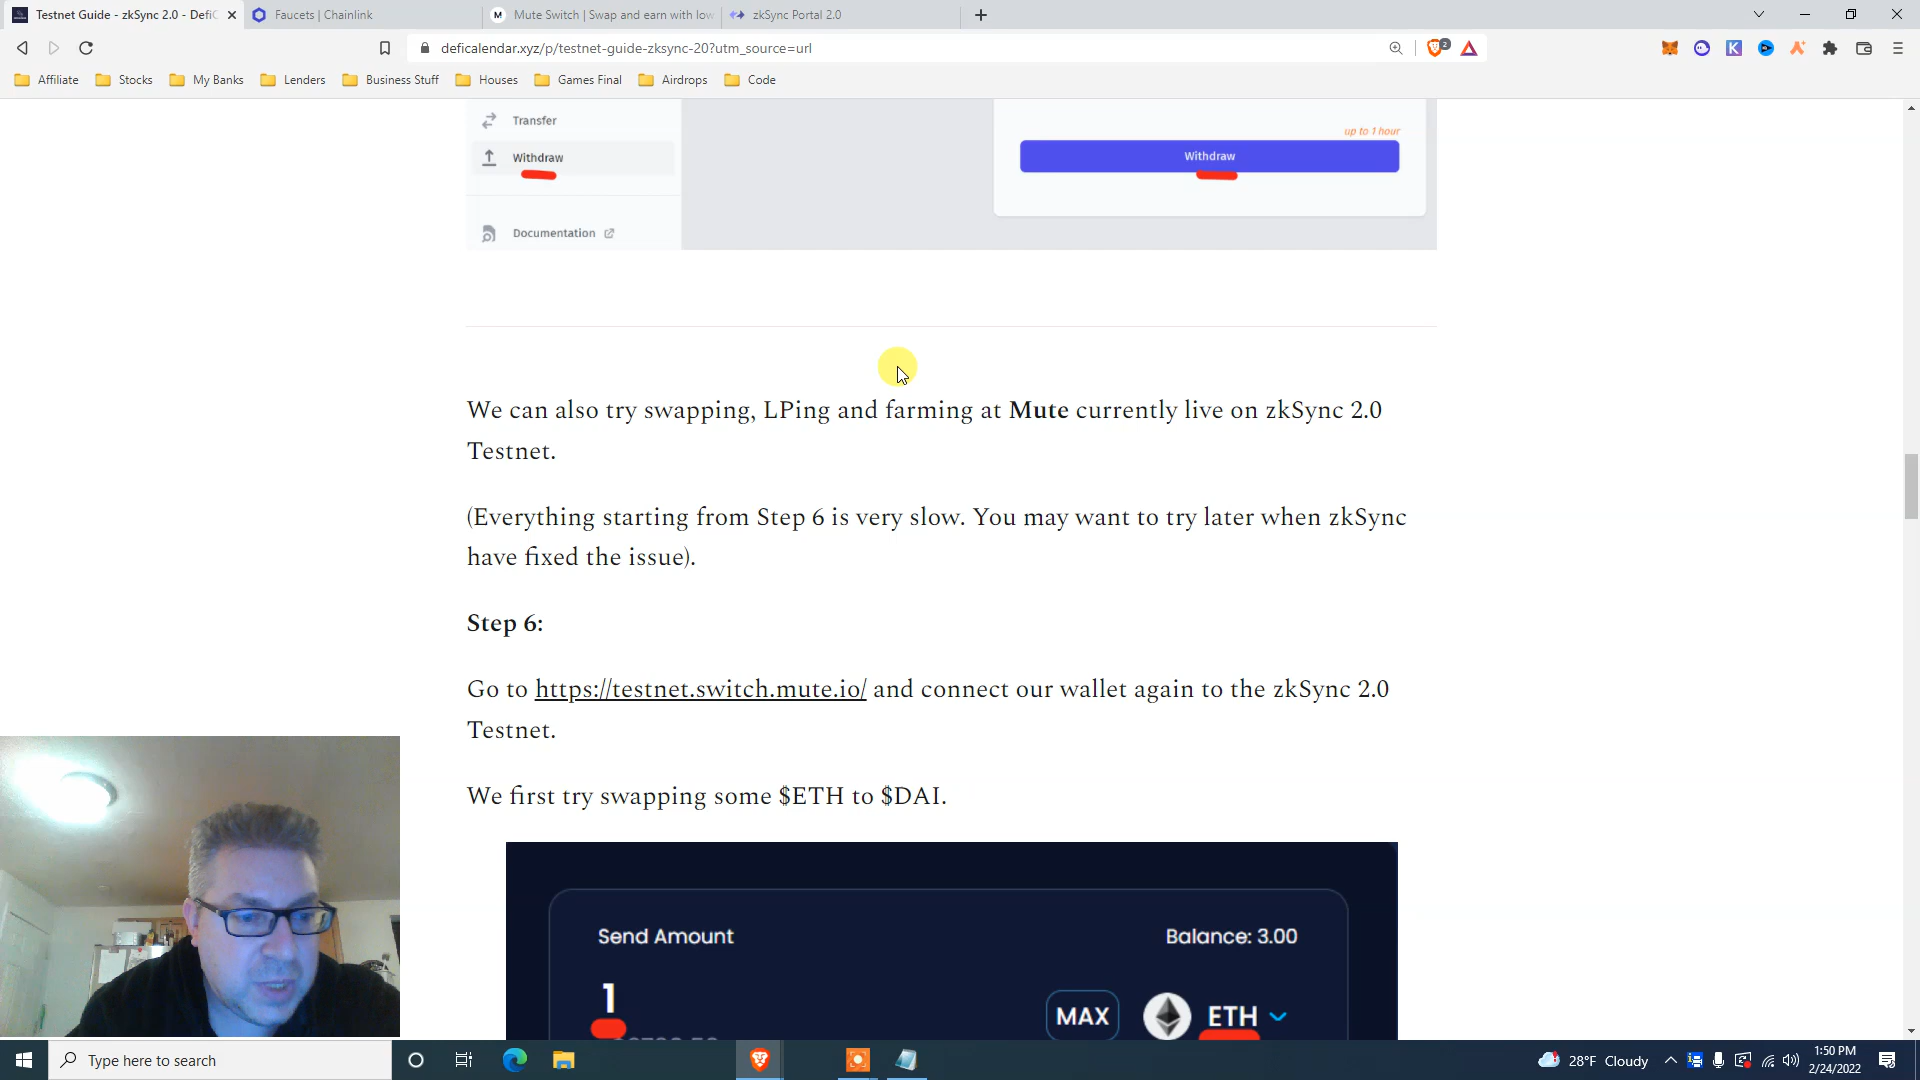 Testnet Guide - zkSync 2.0 - DefiC
Faucets | Chainlink
Mute Switch | Swap and earn with low
zkSync Portal 2.0
deficalendar.xyz/p/testnet-guide-zksync-20?utm_source=url
Affiliate Stocks My Banks Lenders Business Stuff Houses Games Final Airdrops Code
Transfer
up to 1 hour
Withdraw
Withdraw
Documentation
We can also try swapping, LPing and farming at Mute currently live on zkSync 2.0
Testnet.
(Everything starting from Step 6 is very slow. You may want to try later when zkSync
have fixed the issue).
Step 6:
Go to https://testnet.switch.mute.io/ and connect our wallet again to the zkSync 2.0
Testnet.
We first try swapping some $ETH to $DAI.
Send Amount
Balance: 3.00
1
MAX
ETH
Type here to search
28°F Cloudy
1:50 PM
2/24/2022